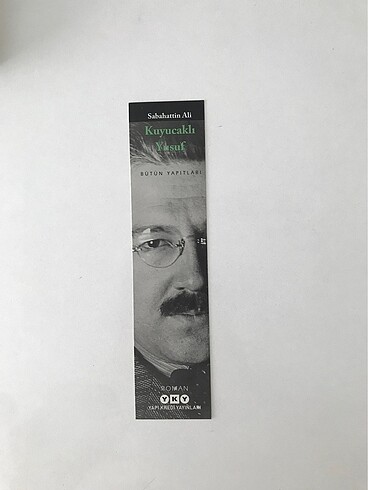 Sabahattin Ali
Kuyucaklı
Yusuf
BÜTÜN YAPITLARI
ROMAN
YKY
YAPI KREDİ YAYINLARI